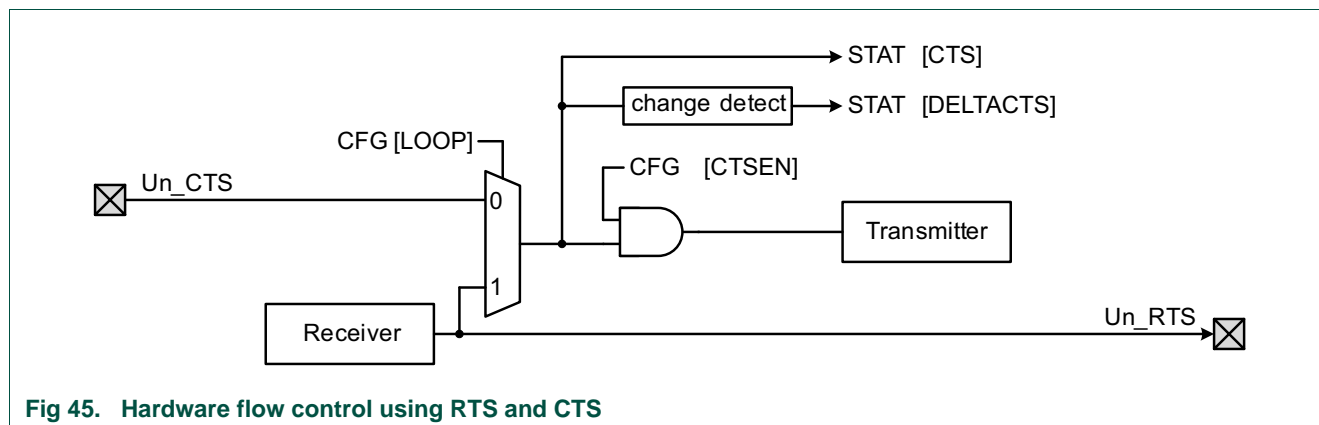 STAT [CTS]
change detect
STAT [DELTACTS]
CFG [LOOP]
CFG [CTSEN]
Un_CTS
0
Transmitter
1
Receiver
Un_RTS
Fig 45. Hardware flow control using RTS and CTS